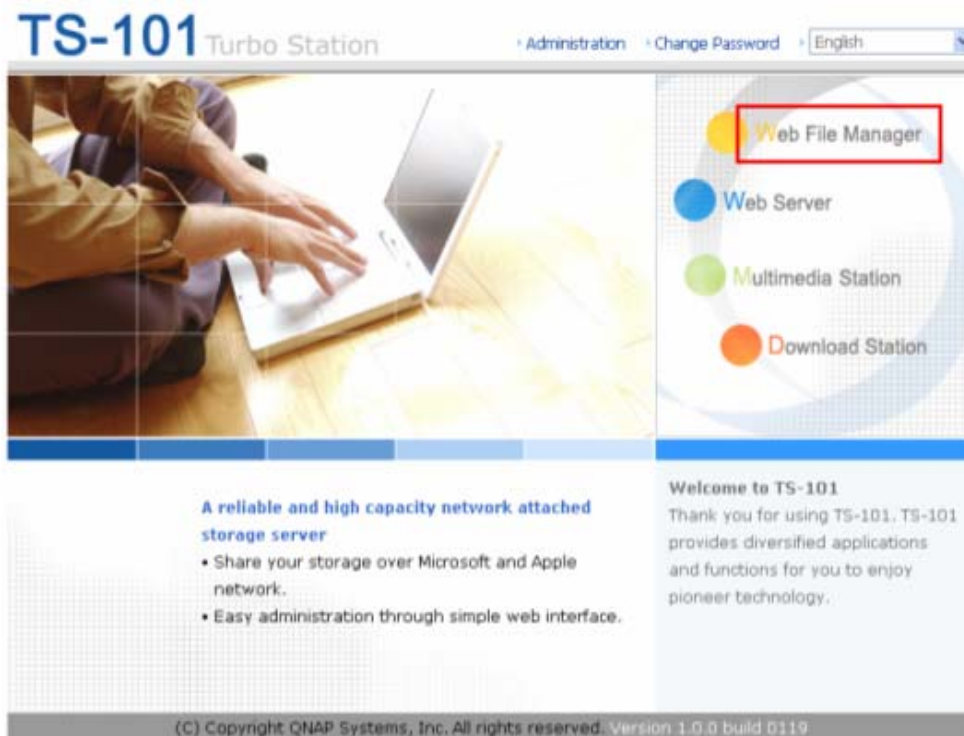 TS-101 Turbo Station
Administration Change Password English
Web File Manager
Web Server
Multimedia Station
Download Station
A reliable and high capacity network attached
storage server
• Share your storage over Microsoft and Apple
network.
• Easy administration through simple web interface.
Welcome to TS-101
Thank you for using TS-101. TS-101
provides diversified applications
and functions for you to enjoy
pioneer technology.
(C) Copyright QNAP Systems, Inc. All rights reserved. Version 1.0.0 build 0119